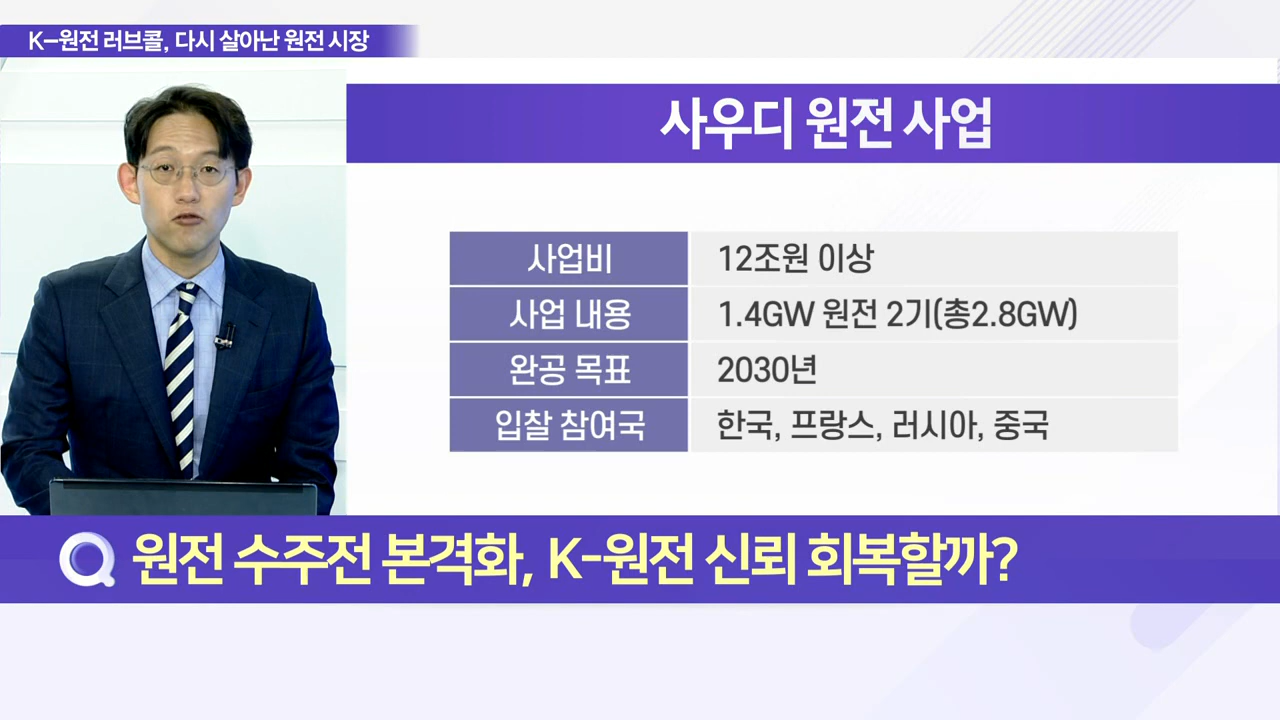 K-원전 러브콜, 다시 살아난 원전 시장
사우디 원전 사업
사업비 12조원 이상
사업 내용 1.4GW 원전 2기(총2.8GW)
완공 목표 2030년
입찰 참여국 한국, 프랑스, 러시아, 중국
원전 수주전 본격화, K-원전 신뢰 회복할까?